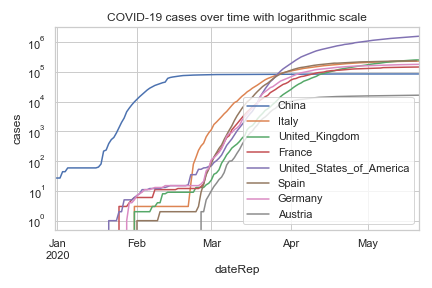 COVID-19 cases over time with logarithmic scale
cases
10^6
10^5
10^4
10^3
10^2
10^1
10^0
China
Italy
United_Kingdom
France
United_States_of_America
Spain
Germany
Austria
Jan Feb Mar Apr May
2020
dateRep